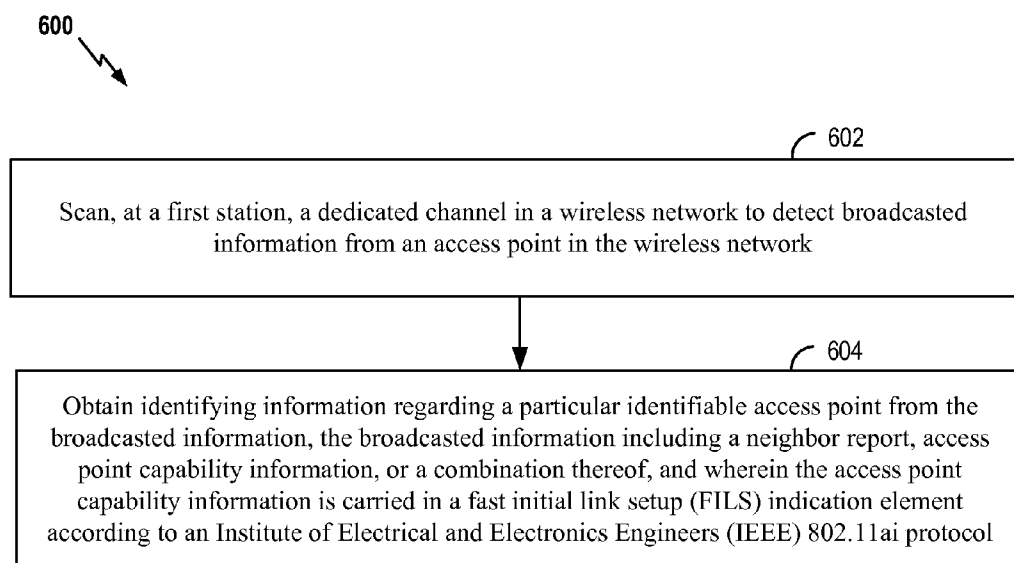 600
602
Scan, at a first station, a dedicated channel in a wireless network to detect broadcasted
information from an access point in the wireless network
604
Obtain identifying information regarding a particular identifiable access point from the
broadcasted information, the broadcasted information including a neighbor report, access
point capability information, or a combination thereof, and wherein the access point
capability information is carried in a fast initial link setup (FILS) indication element
according to an Institute of Electrical and Electronics Engineers (IEEE) 802.11ai protocol